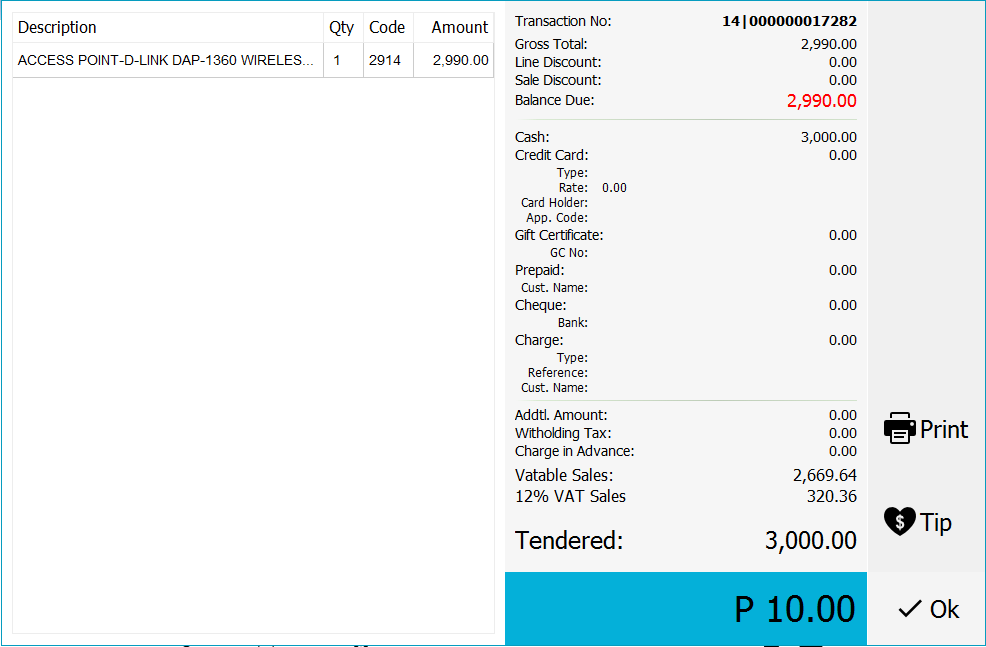 Description Qty Code Amount
ACCESS POINT-D-LINK DAP-1360 WIRELES... 1 2914 2,990.00
Transaction No: 14|000000017282
Gross Total: 2,990.00
Line Discount: 0.00
Sale Discount: 0.00
Balance Due: 2,990.00
Cash: 3,000.00
Credit Card: 0.00
Type:
Rate: 0.00
Card Holder:
App. Code:
Gift Certificate: 0.00
GC No:
Prepaid: 0.00
Cust. Name:
Cheque: 0.00
Bank:
Charge: 0.00
Type:
Reference:
Cust. Name:
Addtl. Amount: 0.00
Witholding Tax: 0.00
Charge in Advance: 0.00
Vatable Sales: 2,669.64
12% VAT Sales 320.36
Tendered: 3,000.00
P 10.00
Print
$ Tip
Ok